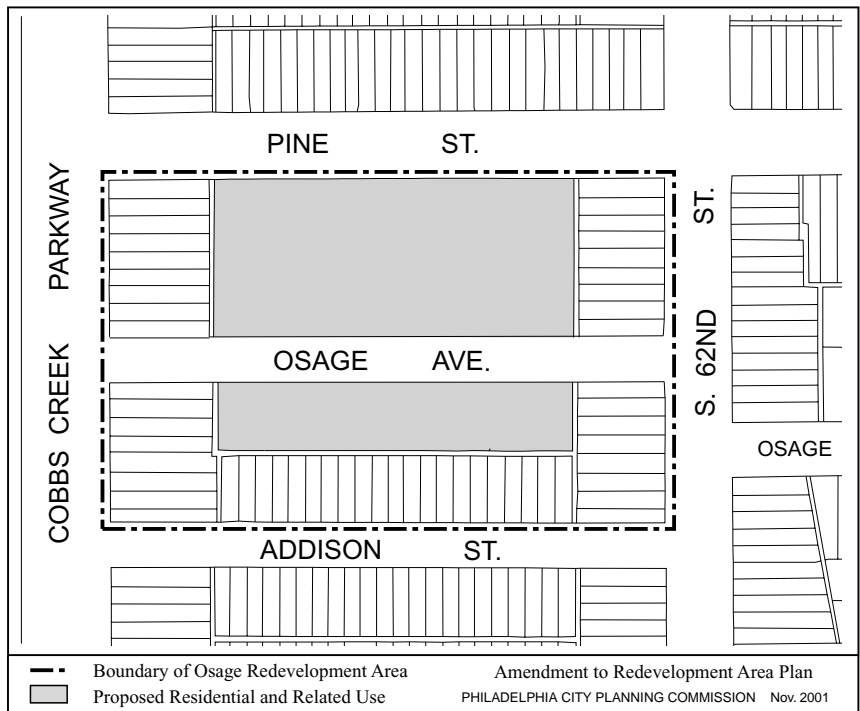 PINE ST.
COBBS CREEK PARKWAY
S. 62ND ST.
OSAGE AVE.
OSAGE
ADDISON ST.
Boundary of Osage Redevelopment Area
Proposed Residential and Related Use
Amendment to Redevelopment Area Plan
PHILADELPHIA CITY PLANNING COMMISSION Nov. 2001